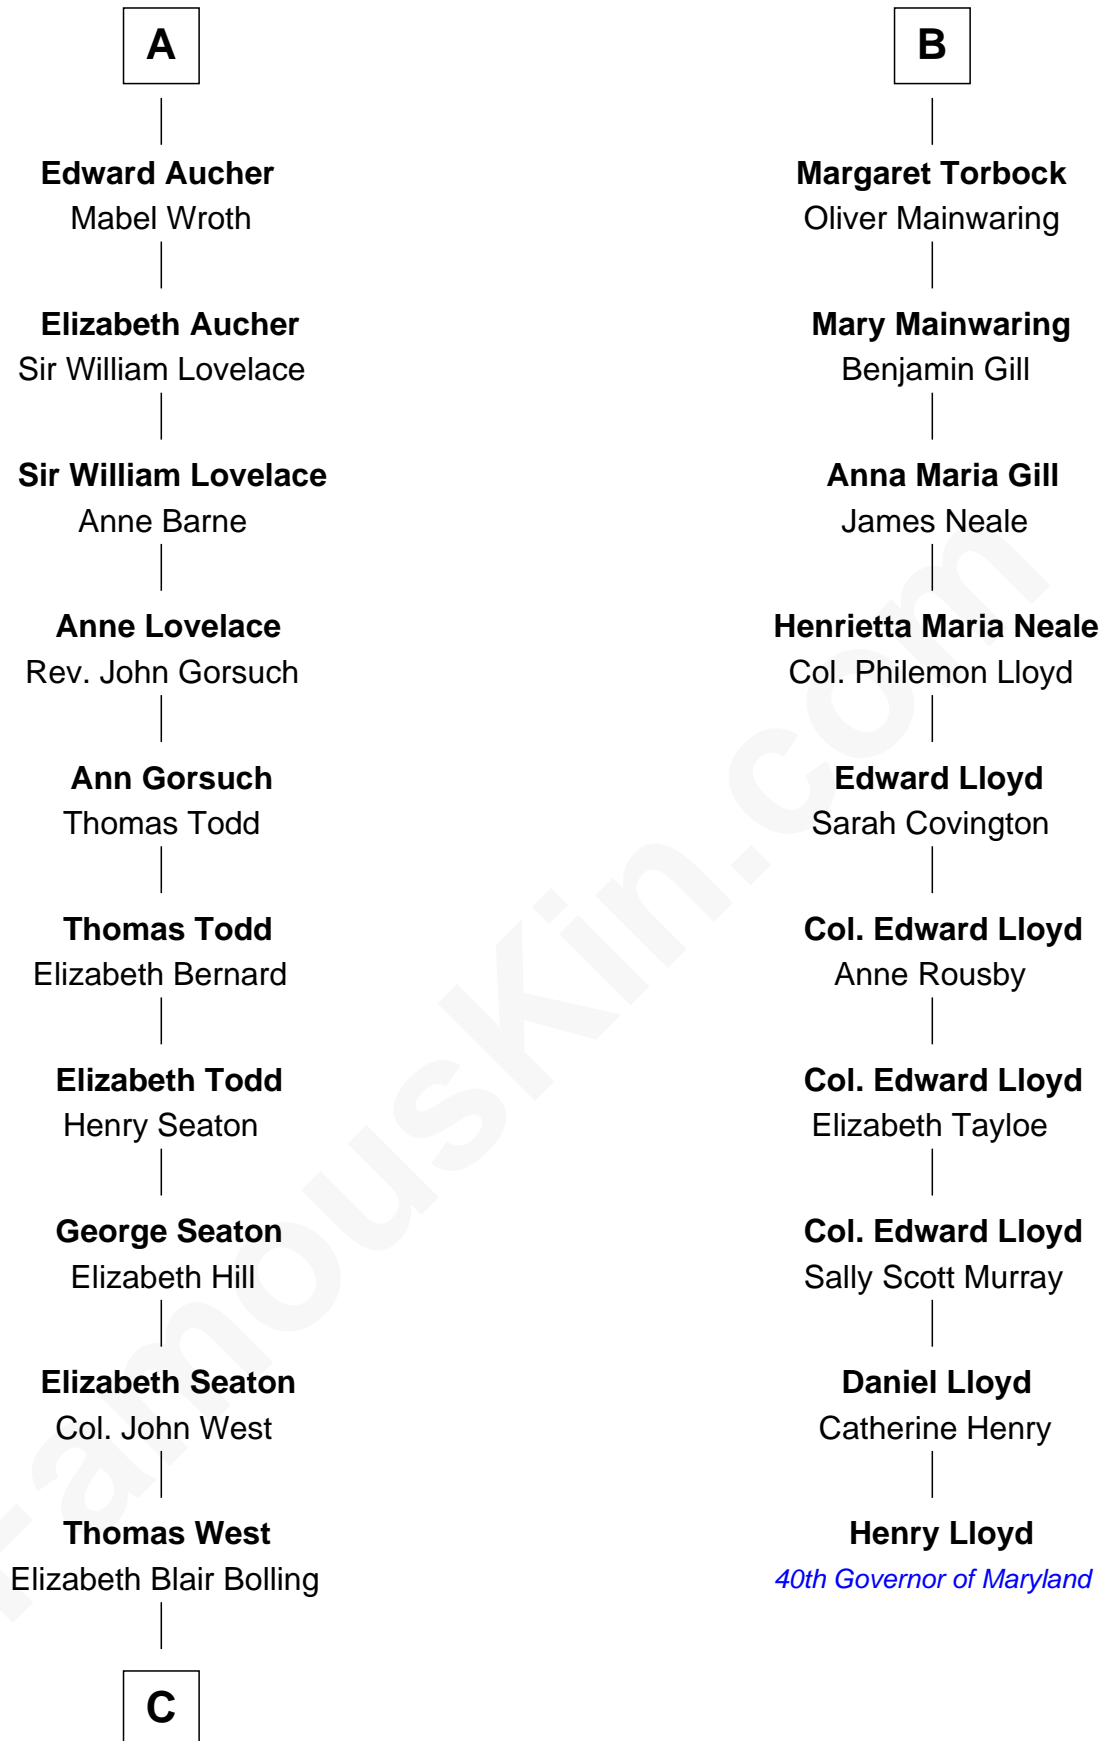 A
Edward Aucher
Mabel Wroth
Elizabeth Aucher
Sir William Lovelace
Sir William Lovelace
Anne Barne
Anne Lovelace
Rev. John Gorsuch
Ann Gorsuch
Thomas Todd
Thomas Todd
Elizabeth Bernard
Elizabeth Todd
Henry Seaton
George Seaton
Elizabeth Hill
Elizabeth Seaton
Col. John West
Thomas West
Elizabeth Blair Bolling
C
B
Margaret Torbock
Oliver Mainwaring
Mary Mainwaring
Benjamin Gill
Anna Maria Gill
James Neale
Henrietta Maria Neale
Col. Philemon Lloyd
Edward Lloyd
Sarah Covington
Col. Edward Lloyd
Anne Rousby
Col. Edward Lloyd
Elizabeth Tayloe
Col. Edward Lloyd
Sally Scott Murray
Daniel Lloyd
Catherine Henry
Henry Lloyd
40th Governor of Maryland
FamousKin.com